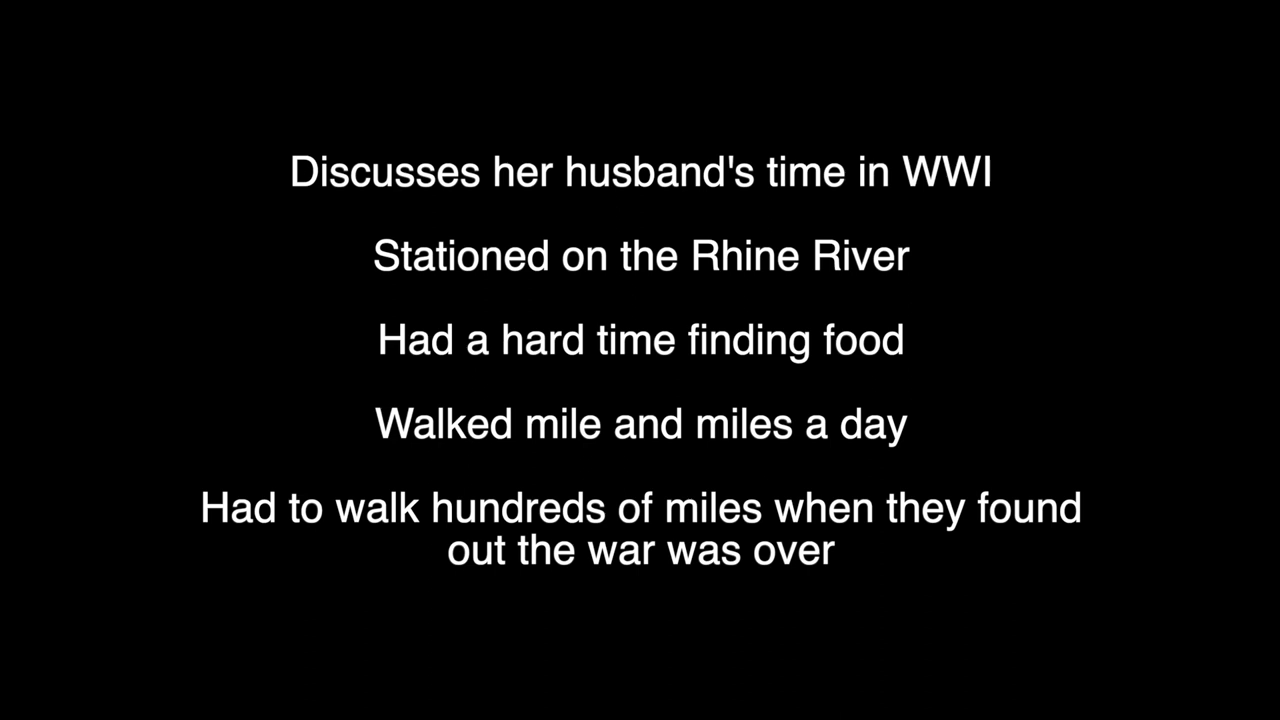 Discusses her husband's time in WWI
Stationed on the Rhine River
Had a hard time finding food
Walked mile and miles a day
Had to walk hundreds of miles when they found
out the war was over